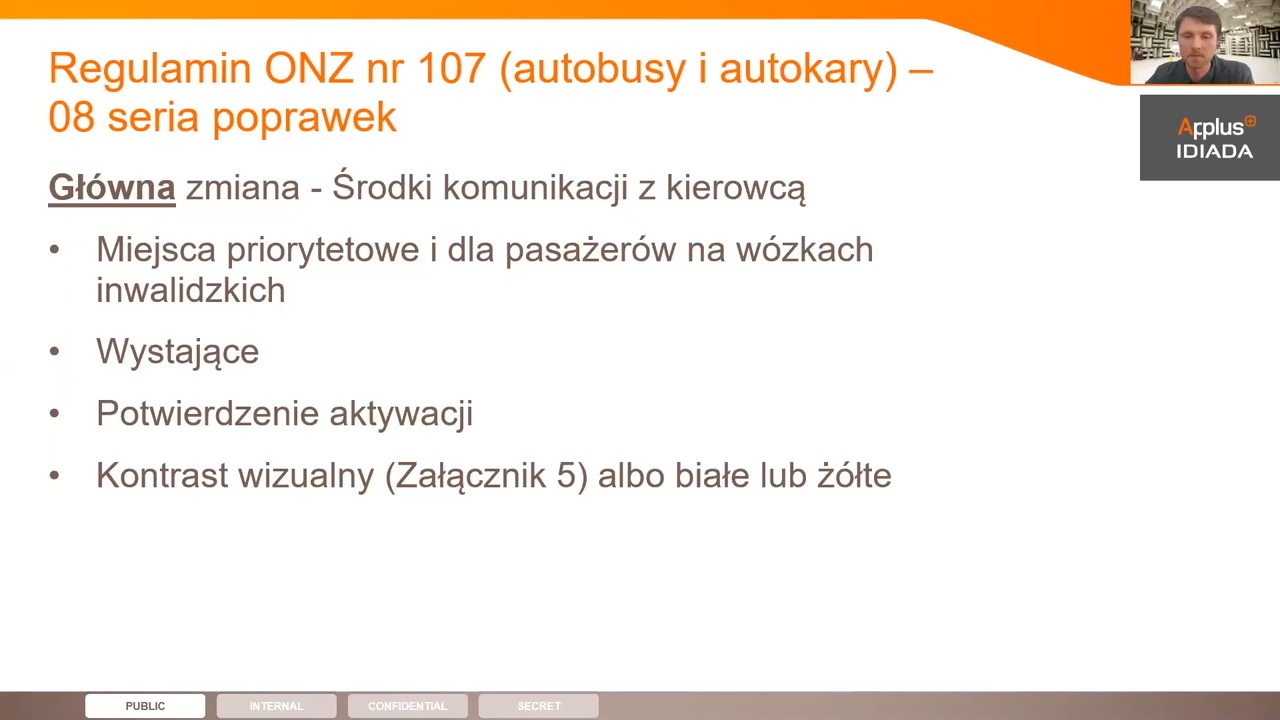 Regulamin ONZ nr 107 (autobusy i autokary) –
08 seria poprawek
Applus+
IDIADA
Główna zmiana - Środki komunikacji z kierowcą
• Miejsca priorytetowe i dla pasażerów na wózkach
inwalidzkich
• Wystające
• Potwierdzenie aktywacji
• Kontrast wizualny (Załącznik 5) albo białe lub żółte
PUBLIC INTERNAL CONFIDENTIAL SECRET